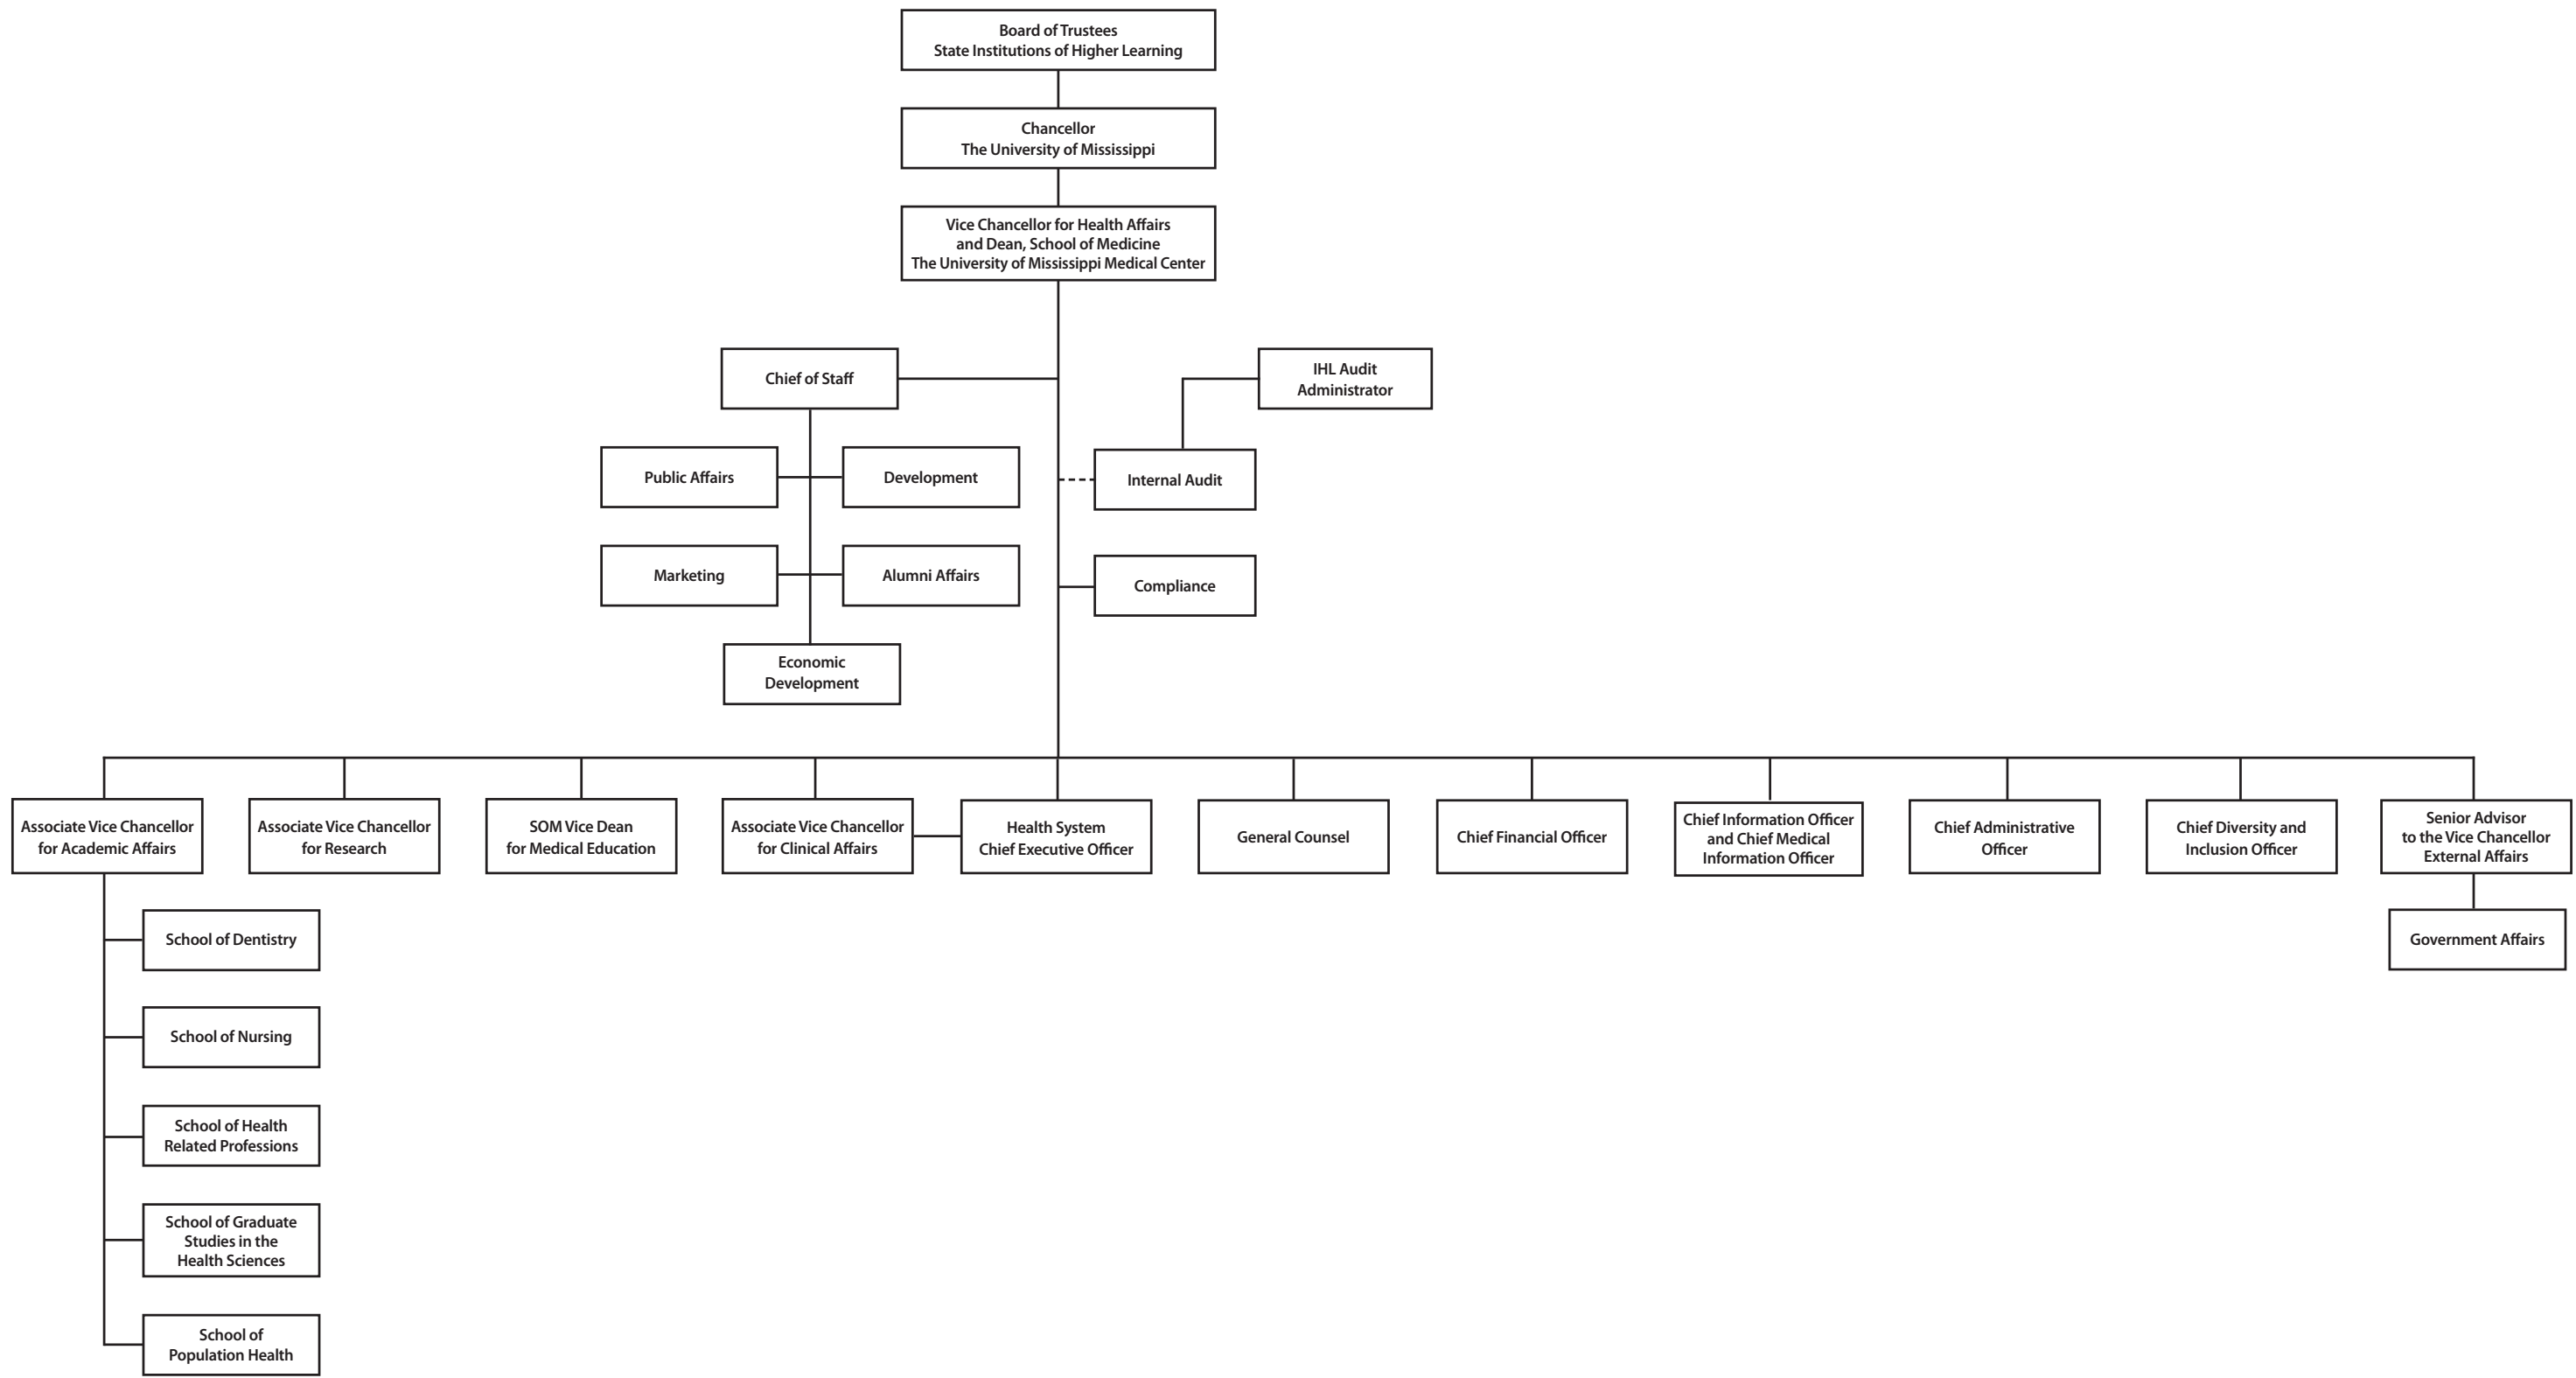 Board of Trustees
State Institutions of Higher Learning
Chancellor
The University of Mississippi
Vice Chancellor for Health Affairs
and Dean, School of Medicine
The University of Mississippi Medical Center
Chief of Staff
IHL Audit
Administrator
Public Affairs
Development
Internal Audit
Marketing
Alumni Affairs
Compliance
Economic
Development
Associate Vice Chancellor
for Academic Affairs
Associate Vice Chancellor
for Research
SOM Vice Dean
for Medical Education
Associate Vice Chancellor
for Clinical Affairs
Health System
Chief Executive Officer
General Counsel
Chief Financial Officer
Chief Information Officer
and Chief Medical
Information Officer
Chief Administrative
Officer
Chief Diversity and
Inclusion Officer
Senior Advisor
to the Vice Chancellor
External Affairs
School of Dentistry
Government Affairs
School of Nursing
School of Health
Related Professions
School of Graduate
Studies in the
Health Sciences
School of
Population Health